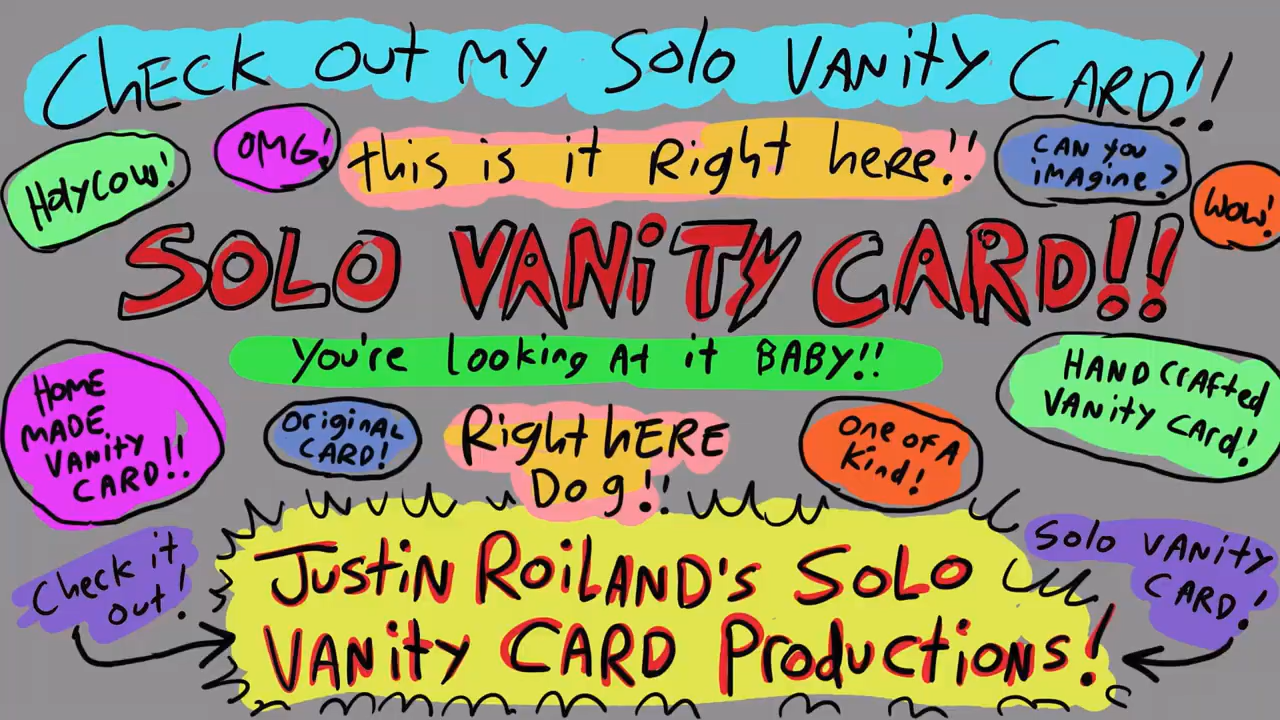 CHECK OUT MY SOLO VANITY CARD!!
HOLYCOW!
OMG!
this is it Right here!!
CAN YOU
imAgine?
WOW!
SOLO VANiTY CARD!!
You're looking At it BABY!!
HOME
MADE
VANITY
CARD!!
ORiginAL
CARD!
Right hERE
Dog!!
One of A
Kind!
HANDCrafted
VANity Card!
Check it
out!
Solo VANity
CARD!
JUSTiN ROiLAND's SOLO
VANity CARD Productions!